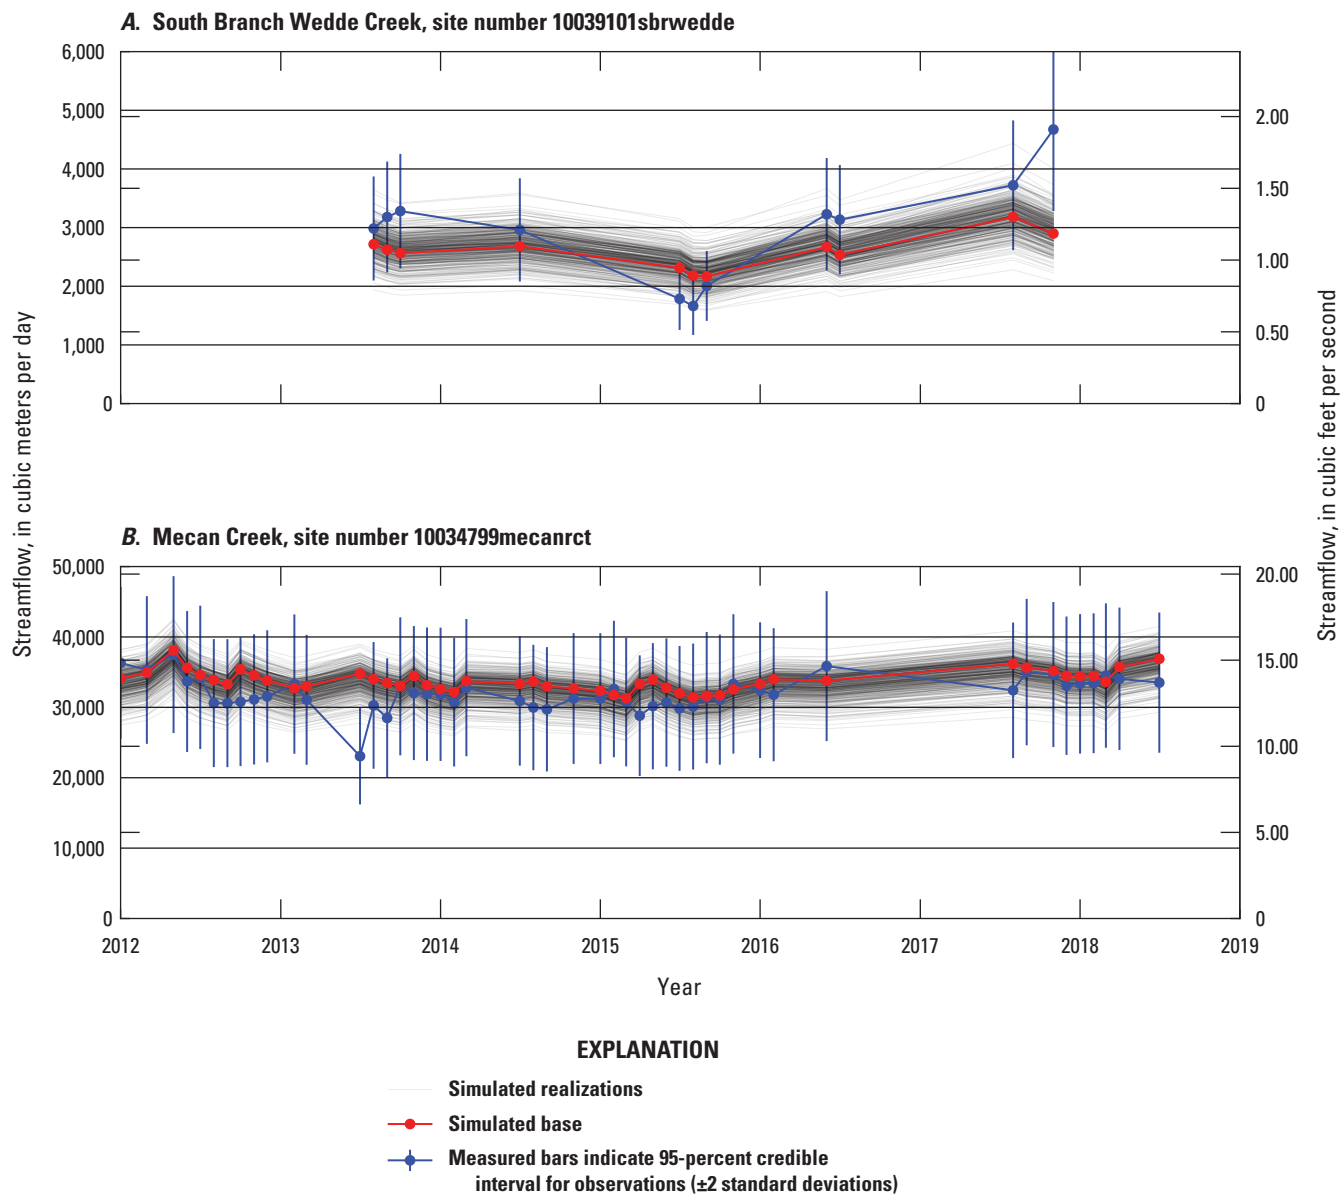 A. South Branch Wedde Creek, site number 10039101sbrwedde
6,000
5,000
4,000
3,000
2,000
1,000
0
2.00
1.50
1.00
0.50
0
Streamflow, in cubic meters per day
Streamflow, in cubic feet per second
B. Mecan Creek, site number 10034799mecanrct
50,000
40,000
30,000
20,000
10,000
0
20.00
15.00
10.00
5.00
0
2012 2013 2014 2015 2016 2017 2018 2019
Year
EXPLANATION
Simulated realizations
Simulated base
Measured bars indicate 95-percent credible
interval for observations (±2 standard deviations)